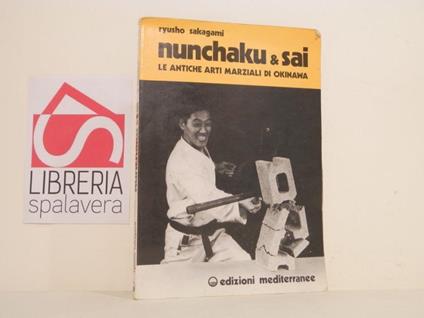 ryusho sakagami
nunchaku & sai
LE ANTICHE ARTI MARZIALI DI OKINAWA
edizioni mediterranee
LIBRERIA
spalavera